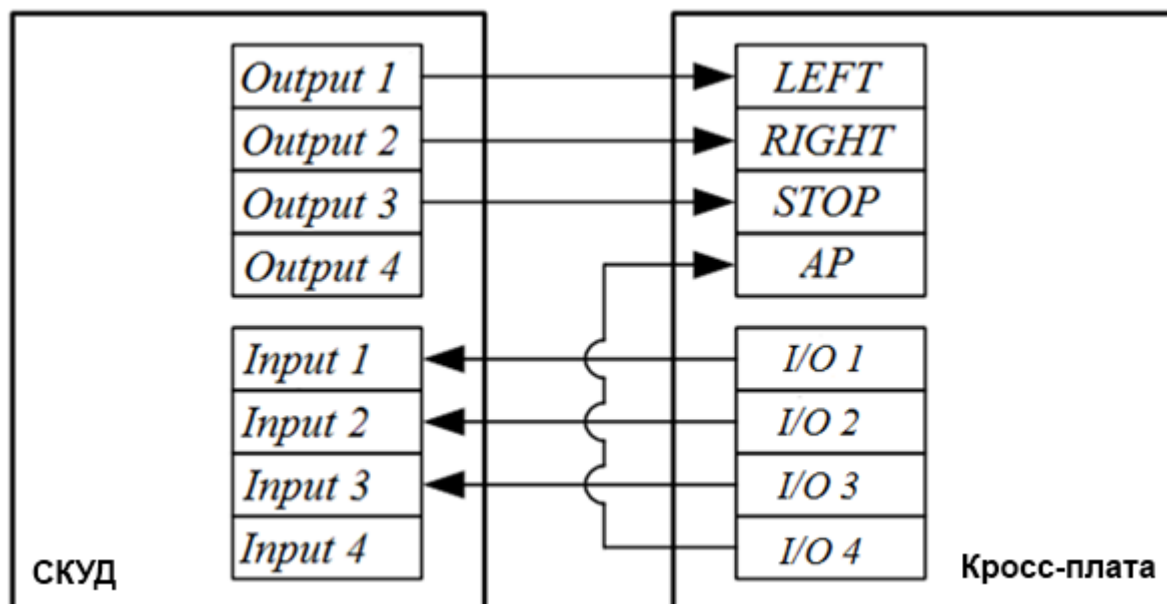 Output 1
Output 2
Output 3
Output 4
Input 1
Input 2
Input 3
Input 4
СКУД
LEFT
RIGHT
STOP
AP
I/O 1
I/O 2
I/O 3
I/O 4
Кросс-плата